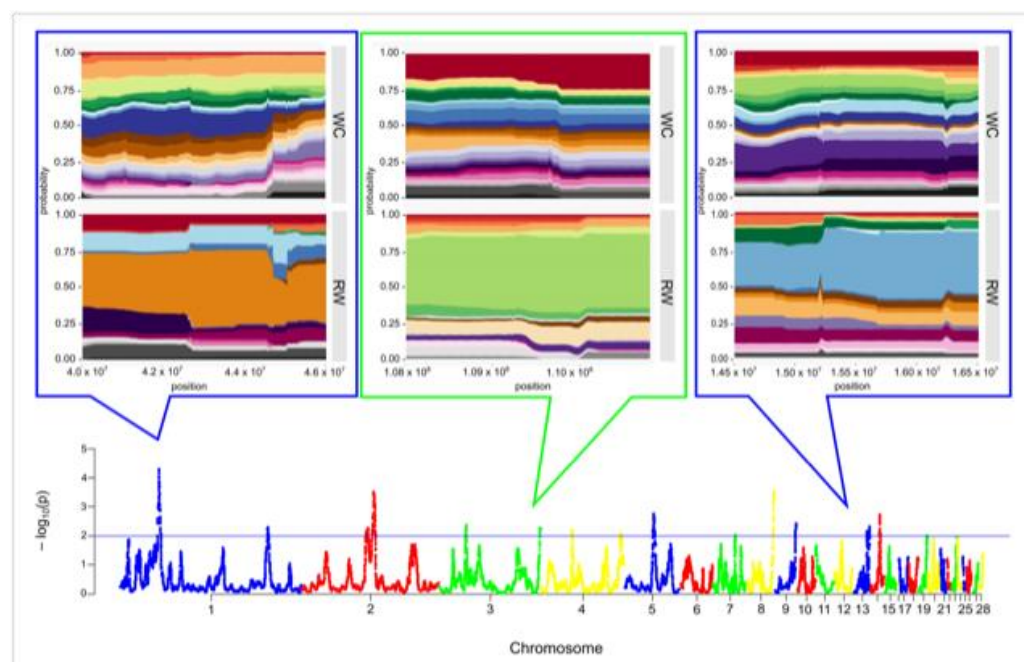 1.00
0.75
0.50
0.25
0.00
probability
WC
1.00
0.75
0.50
0.25
0.00
probability
RW
4.0 x 10⁷
4.2 x 10⁷
4.4 x 10⁷
4.6 x 10⁷
position
1.00
0.75
0.50
0.25
0.00
probability
WC
1.00
0.75
0.50
0.25
0.00
probability
RW
1.08 x 10⁸
1.09 x 10⁸
1.10 x 10⁸
position
1.00
0.75
0.50
0.25
0.00
probability
WC
1.00
0.75
0.50
0.25
0.00
probability
RW
1.45 x 10⁷
1.50 x 10⁷
1.55 x 10⁷
1.60 x 10⁷
1.65 x 10⁷
position
5
4
3
2
1
0
− log₁₀(p)
1 2 3 4 5 6 7 8 9 10 11 12 13 15 17 19 21 25 28
Chromosome